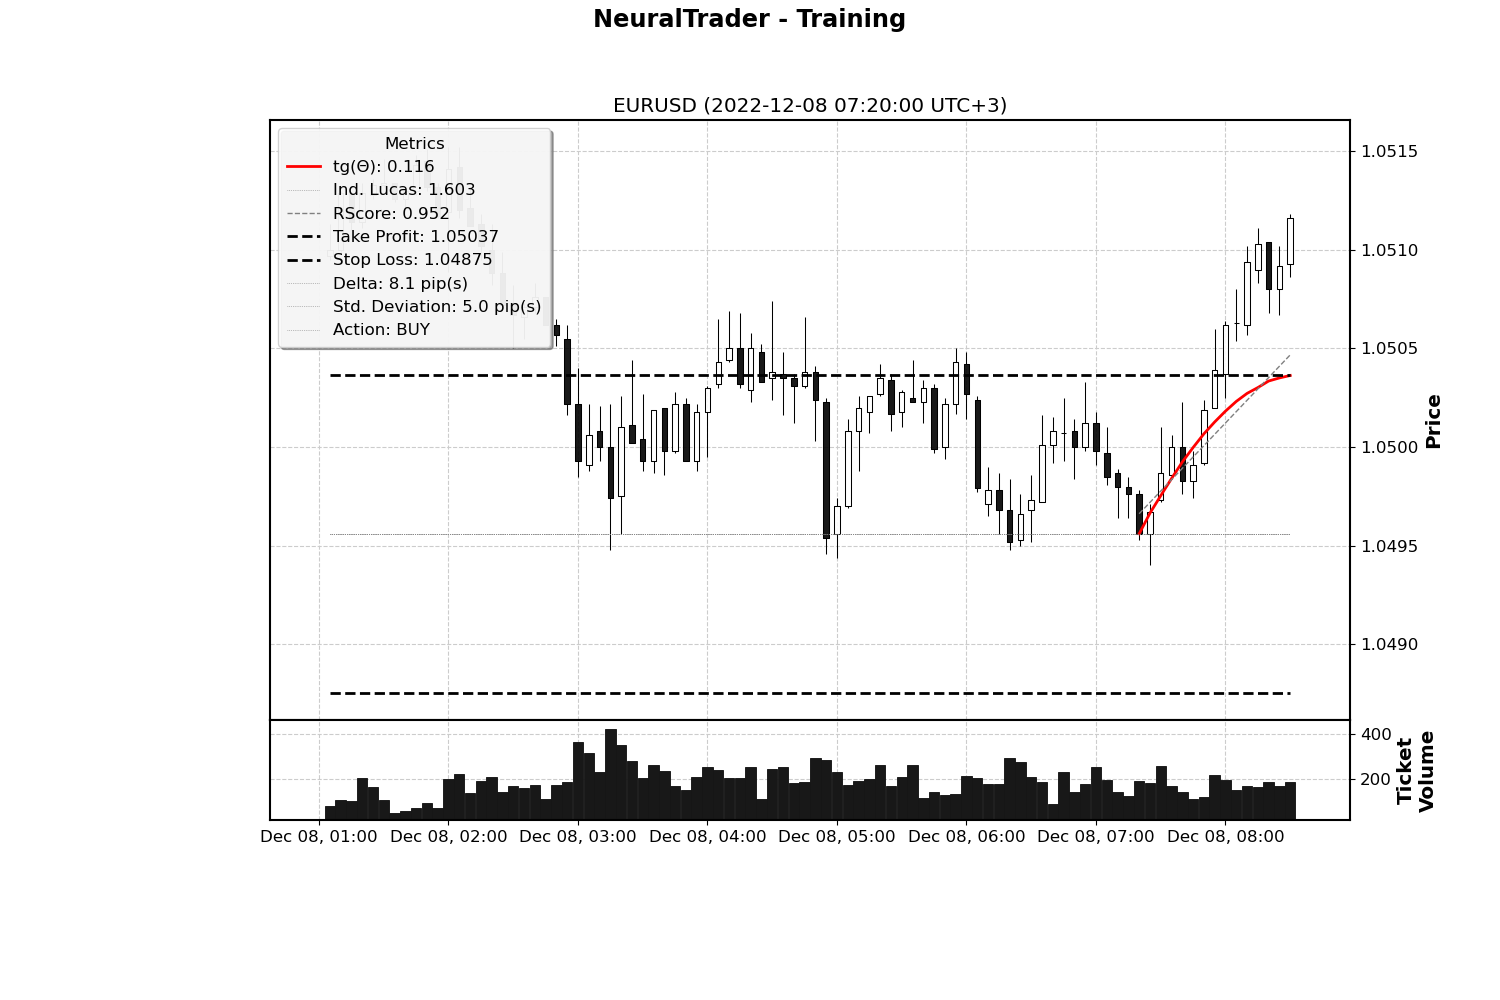 NeuralTrader - Training
EURUSD (2022-12-08 07:20:00 UTC+3)
Metrics
tg(Θ): 0.116
Ind. Lucas: 1.603
RScore: 0.952
Take Profit: 1.05037
Stop Loss: 1.04875
Delta: 8.1 pip(s)
Std. Deviation: 5.0 pip(s)
Action: BUY
1.0515
1.0510
1.0505
1.0500
1.0495
1.0490
Price
400
200
Ticket
Volume
Dec 08, 01:00 Dec 08, 02:00 Dec 08, 03:00 Dec 08, 04:00 Dec 08, 05:00 Dec 08, 06:00 Dec 08, 07:00 Dec 08, 08:00